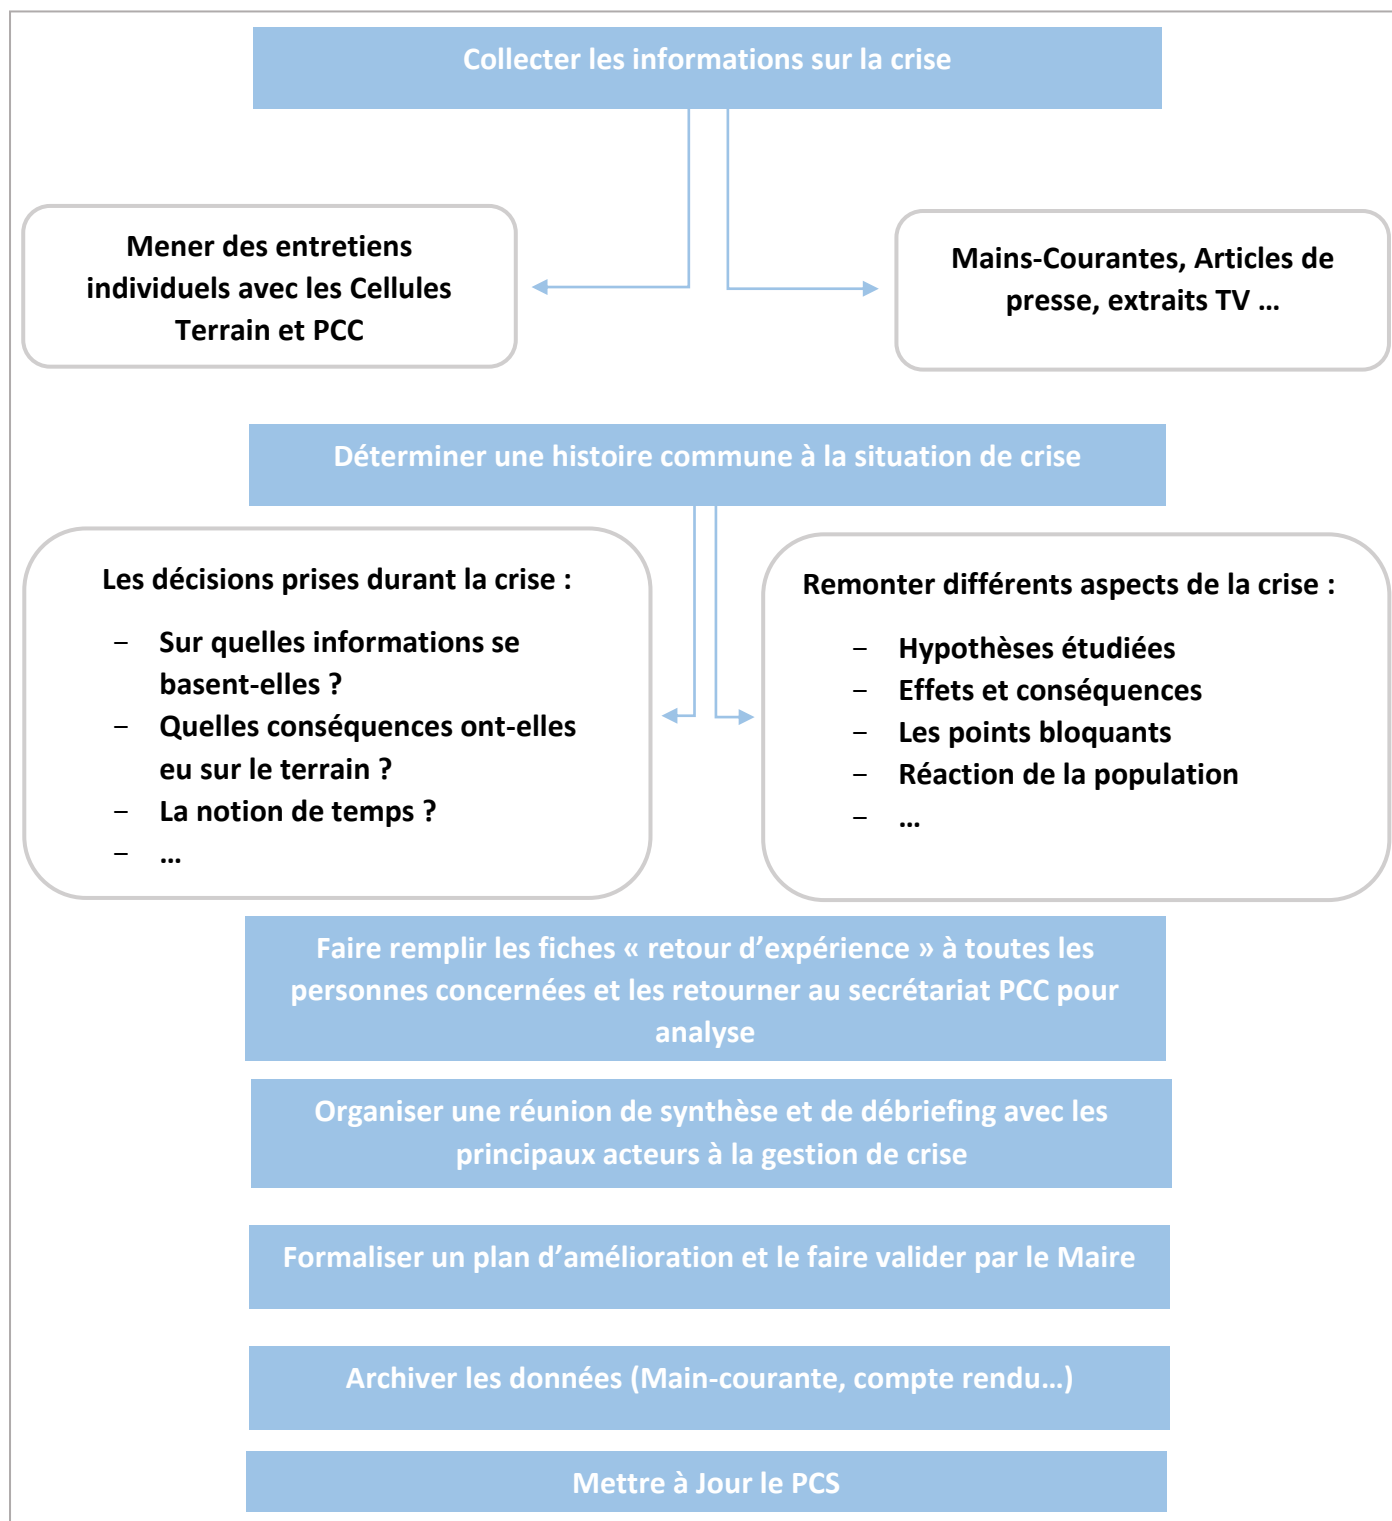 Collecter les informations sur la crise
Mener des entretiens
individuels avec les Cellules
Terrain et PCC
Mains-Courantes, Articles de
presse, extraits TV ...
Déterminer une histoire commune à la situation de crise
Les décisions prises durant la crise :
- Sur quelles informations se
basent-elles ?
- Quelles conséquences ont-elles
eu sur le terrain ?
- La notion de temps ?
- ...
Remonter différents aspects de la crise :
- Hypothèses étudiées
- Effets et conséquences
- Les points bloquants
- Réaction de la population
- ...
Faire remplir les fiches « retour d’expérience » à toutes les
personnes concernées et les retourner au secrétariat PCC pour
analyse
Organiser une réunion de synthèse et de débriefing avec les
principaux acteurs à la gestion de crise
Formaliser un plan d’amélioration et le faire valider par le Maire
Archiver les données (Main-courante, compte rendu...)
Mettre à Jour le PCS